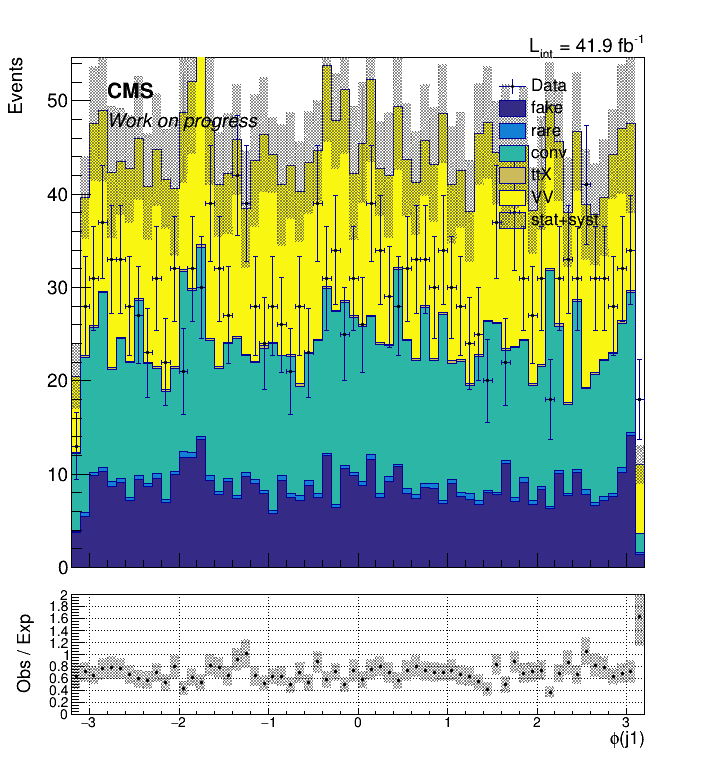 L_int. = 41.9 fb⁻¹
Events
CMS
Work on progress
Data
fake
rare
conv
ttX
VV
stat+syst
50
40
30
20
10
0
Obs / Exp
2
1.8
1.6
1.4
1.2
1
0.8
0.6
0.4
0.2
0
−3 −2 −1 0 1 2 3
ϕ(j1)